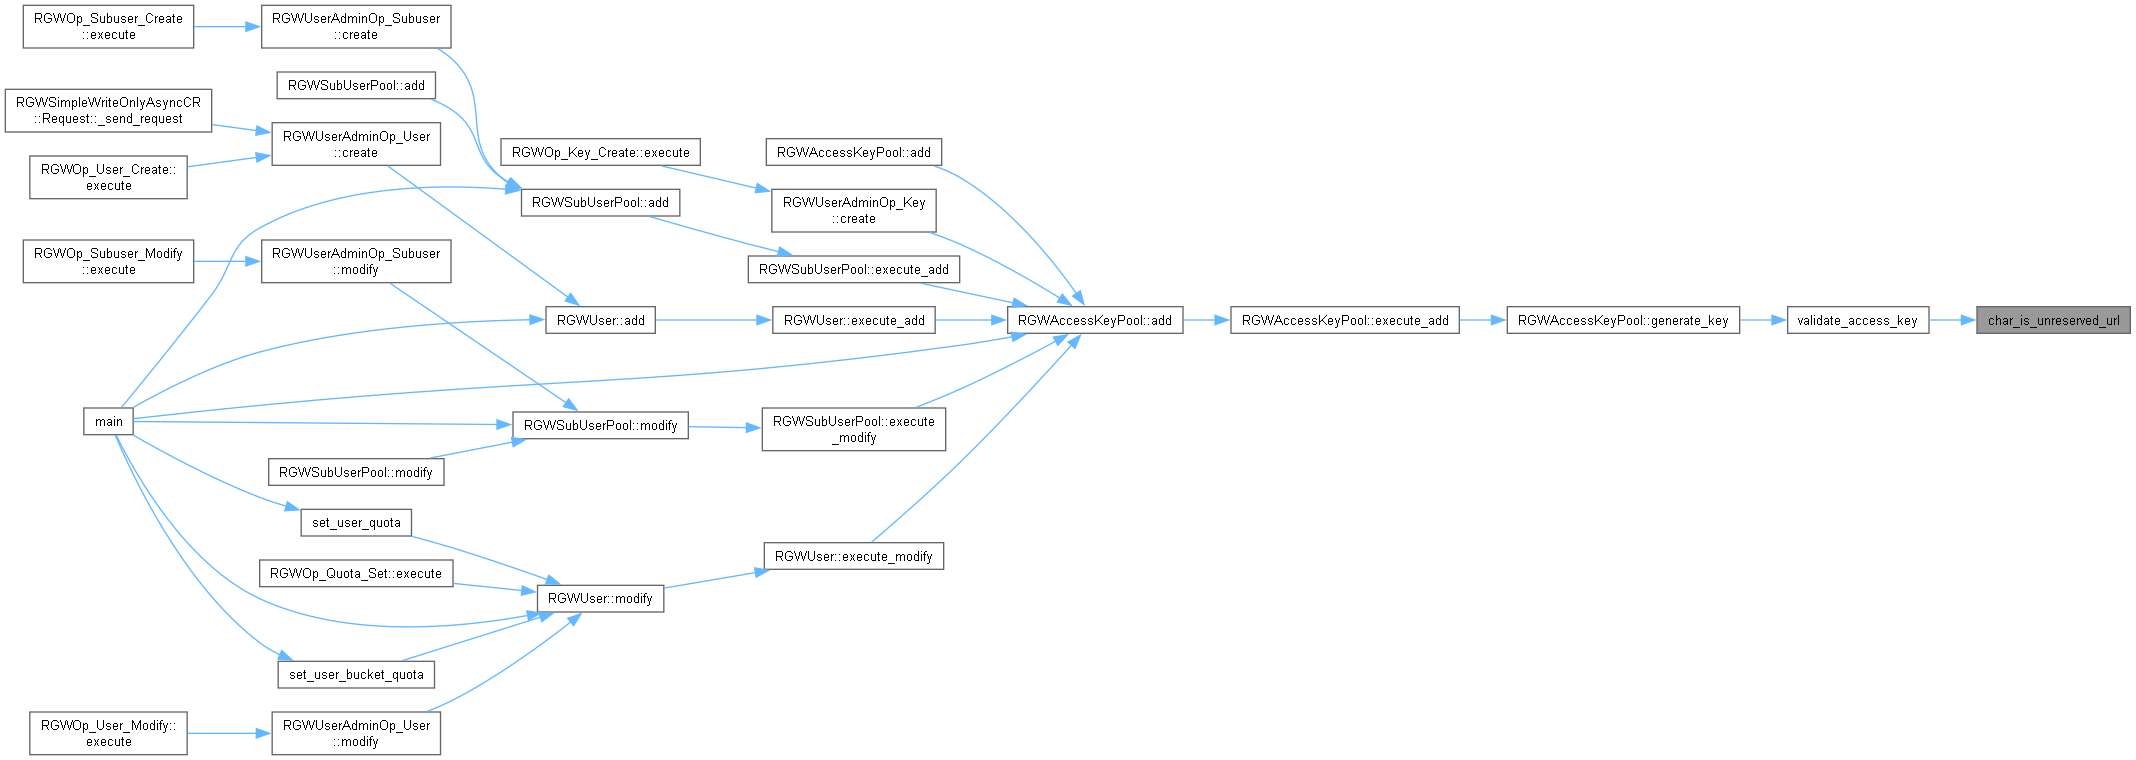 RGWOp_Subuser_Create
::execute
RGWUserAdminOp_Subuser
::create
RGWSubUserPool::add
RGWSimpleWriteOnlyAsyncCR
::Request::_send_request
RGWUserAdminOp_User
::create
RGWOp_User_Create::
execute
RGWOp_Key_Create::execute
RGWAccessKeyPool::add
RGWSubUserPool::add
RGWUserAdminOp_Key
::create
RGWOp_Subuser_Modify
::execute
RGWUserAdminOp_Subuser
::modify
RGWSubUserPool::execute_add
RGWUser::add
RGWUser::execute_add
RGWAccessKeyPool::add
RGWAccessKeyPool::execute_add
RGWAccessKeyPool::generate_key
validate_access_key
char_is_unreserved_url
main
RGWSubUserPool::modify
RGWSubUserPool::execute
_modify
RGWSubUserPool::modify
set_user_quota
RGWUser::execute_modify
RGWOp_Quota_Set::execute
RGWUser::modify
set_user_bucket_quota
RGWOp_User_Modify::
execute
RGWUserAdminOp_User
::modify